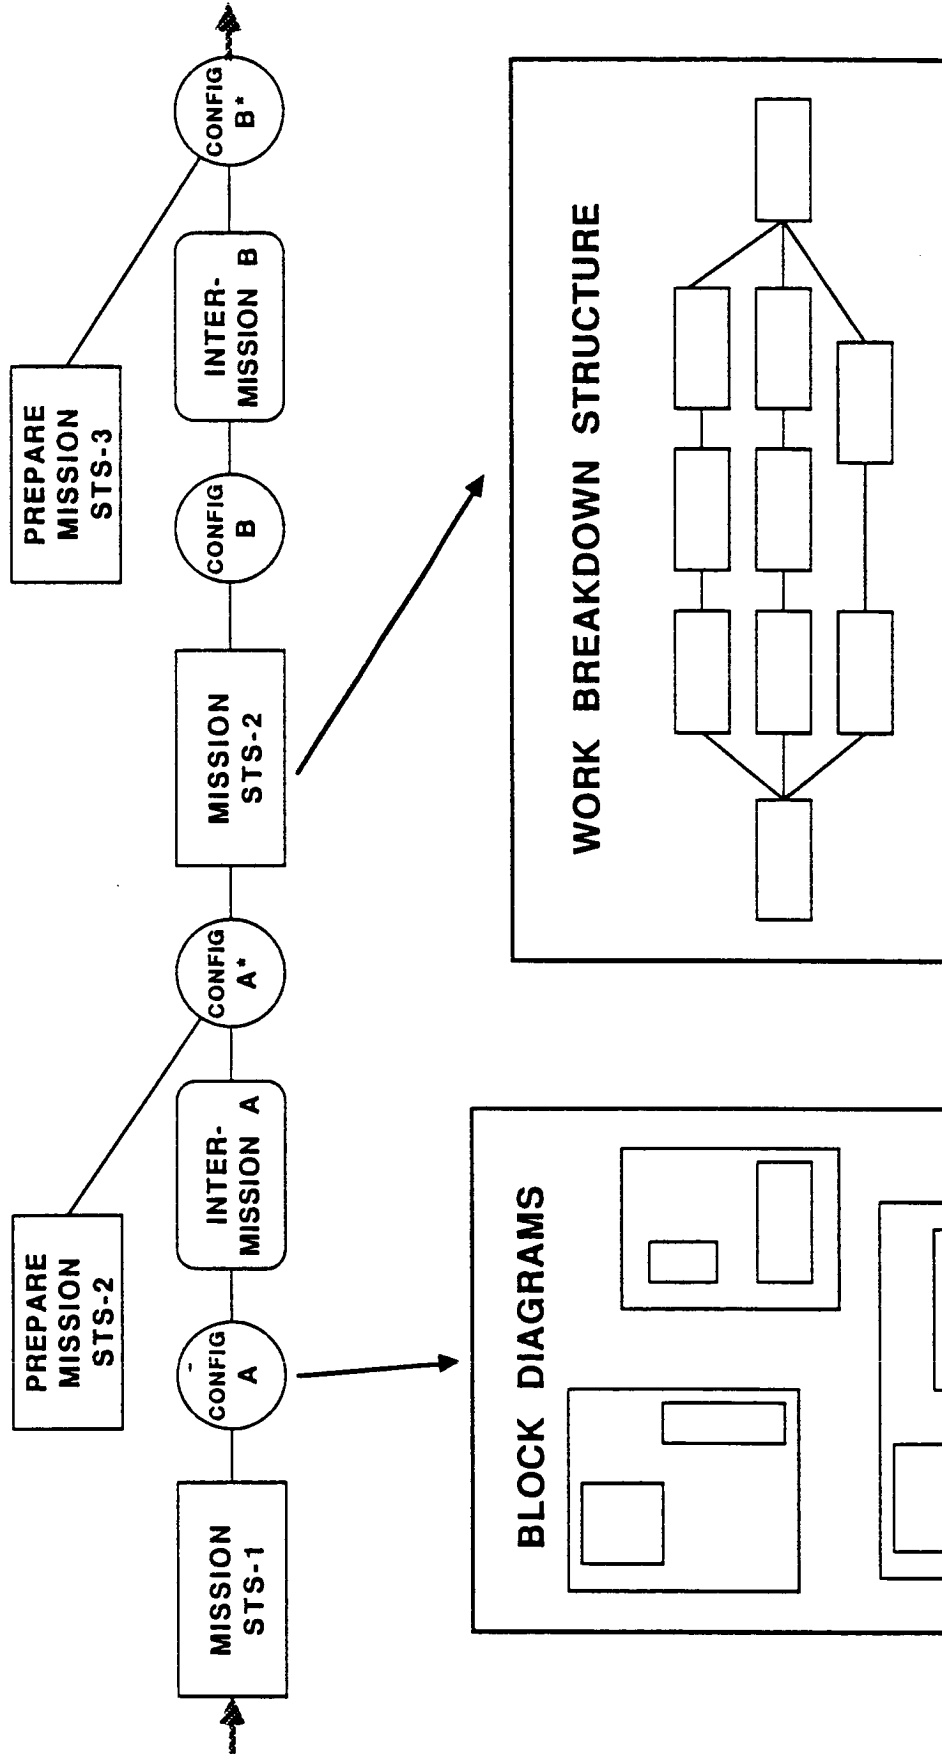 PREPARE
MISSION
STS-2
PREPARE
MISSION
STS-3
MISSION
STS-1
CONFIG
A
INTER-
MISSION A
CONFIG
A*
MISSION
STS-2
CONFIG
B
INTER-
MISSION B
CONFIG
B*
BLOCK DIAGRAMS
WORK BREAKDOWN STRUCTURE